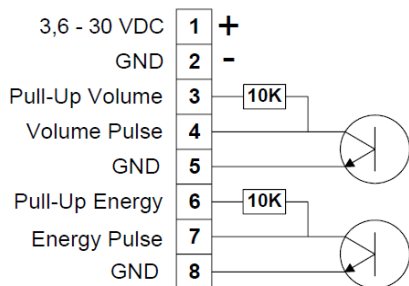 3,6 - 30 VDC 1 +
GND 2 -
Pull-Up Volume 3 10K
Volume Pulse 4
GND 5
Pull-Up Energy 6 10K
Energy Pulse 7
GND 8